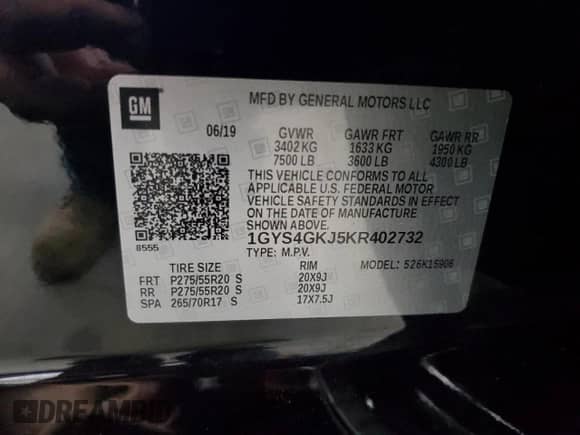 GM
MFD BY GENERAL MOTORS LLC
06/19 GVWR GAWR FRT GAWR RR
3402 KG 1633 KG 1950 KG
7500 LB 3600 LB 4300 LB
THIS VEHICLE CONFORMS TO ALL
APPLICABLE U.S. FEDERAL MOTOR
VEHICLE SAFETY STANDARDS IN EFFECT
ON THE DATE OF MANUFACTURE
SHOWN ABOVE.
8555
1GYS4GKJ5KR402732
TYPE: M.P.V. MODEL: 526K15906
TIRE SIZE RIM
FRT P275/55R20 S 20X9J
RR P275/55R20 S 20X9J
SPA 265/70R17 S 17X7.5J
DREAMBID